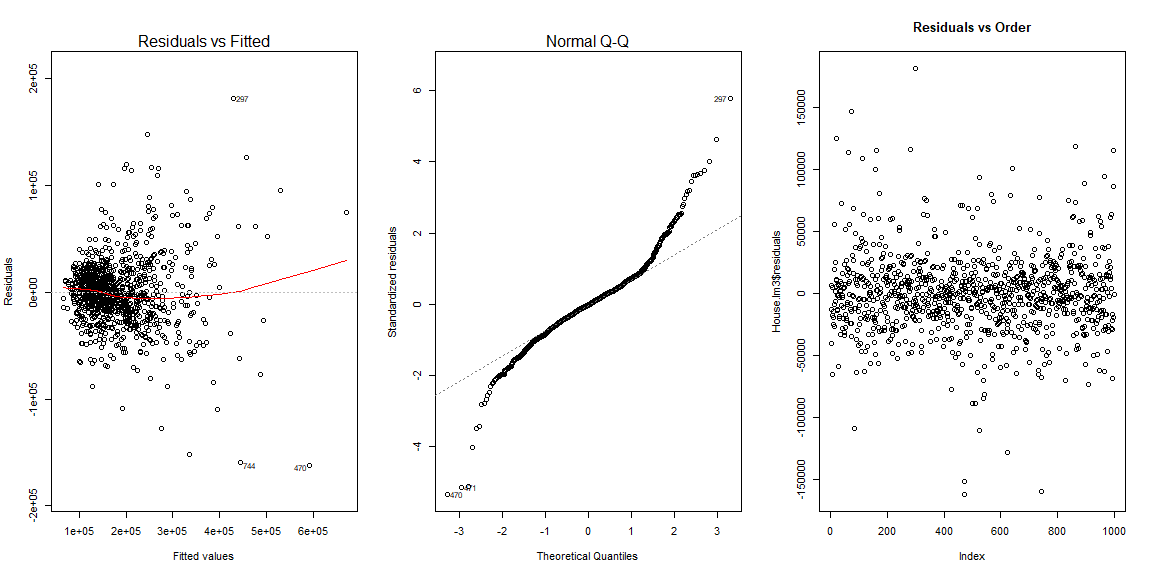 Residuals vs Fitted
Residuals
2e+05
1e+05
0e+00
-1e+05
-2e+05
297
744
470
1e+05 2e+05 3e+05 4e+05 5e+05 6e+05
Fitted values
Normal Q-Q
Standardized residuals
6
4
2
0
-2
-4
297
471
470
-3 -2 -1 0 1 2 3
Theoretical Quantiles
Residuals vs Order
House.lm3$residuals
150000
100000
50000
0
-50000
-100000
-150000
0 200 400 600 800 1000
Index